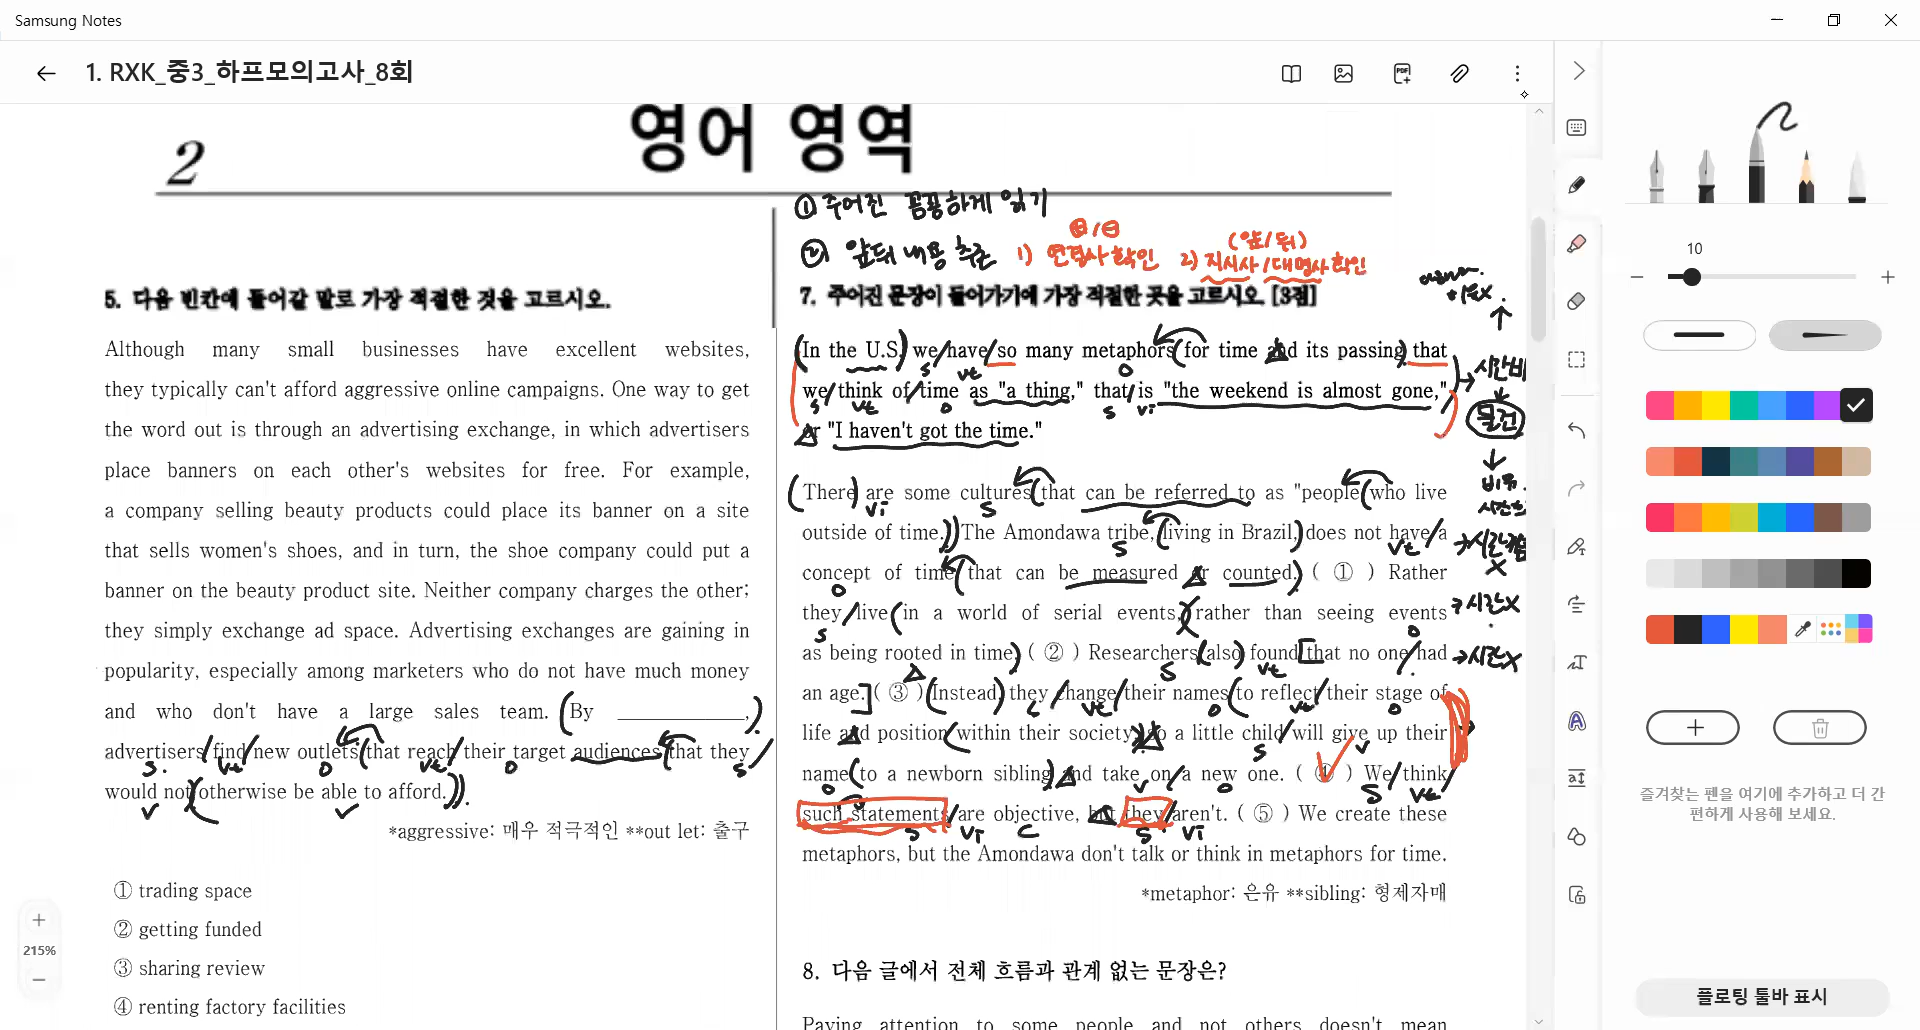 Samsung Notes
1. RXK_중3_하프모의고사_8회
2
영어 영역
① 주어진 꼼꼼하게 읽기
② 앞뒤 내용 추론 1) 연결사 확인 2) 지시사/대명사 확인
⊕/⊖
(앞/뒤)
5. 다음 빈칸에 들어갈 말로 가장 적절한 것을 고르시오.
Although many small businesses have excellent websites,
they typically can't afford aggressive online campaigns. One way to get
the word out is through an advertising exchange, in which advertisers
place banners on each other's websites for free. For example,
a company selling beauty products could place its banner on a site
that sells women's shoes, and in turn, the shoe company could put a
banner on the beauty product site. Neither company charges the other;
they simply exchange ad space. Advertising exchanges are gaining in
popularity, especially among marketers who do not have much money
and who don't have a large sales team. By ____________,
advertisers find new outlets that reach their target audiences that they
would not otherwise be able to afford.
*aggressive: 매우 적극적인 **out let: 출구
① trading space
② getting funded
③ sharing review
④ renting factory facilities
7. 주어진 문장이 들어가기에 가장 적절한 곳을 고르시오. [3점]
In the U.S, we have so many metaphors for time and its passing that
we think of time as "a thing," that is "the weekend is almost gone,"
or "I haven't got the time."
There are some cultures that can be referred to as "people who live
outside of time. The Amondawa tribe, living in Brazil, does not have a
concept of time that can be measured or counted. ( ① ) Rather
they live in a world of serial events, rather than seeing events
as being rooted in time. ( ② ) Researchers also found that no one had
an age. ( ③ ) Instead, they change their names to reflect their stage of
life and position within their society, so a little child will give up their
name to a newborn sibling and take on a new one. ( ④ ) We think
such statements are objective, but they aren't. ( ⑤ ) We create these
metaphors, but the Amondawa don't talk or think in metaphors for time.
*metaphor: 은유 **sibling: 형제자매
물건
비유
시간X
시간X
8. 다음 글에서 전체 흐름과 관계 없는 문장은?
Paying attention to some people and not others doesn't mean
215%
10
즐겨찾는 펜을 여기에 추가하고 더 간
편하게 사용해 보세요.
플로팅 툴바 표시